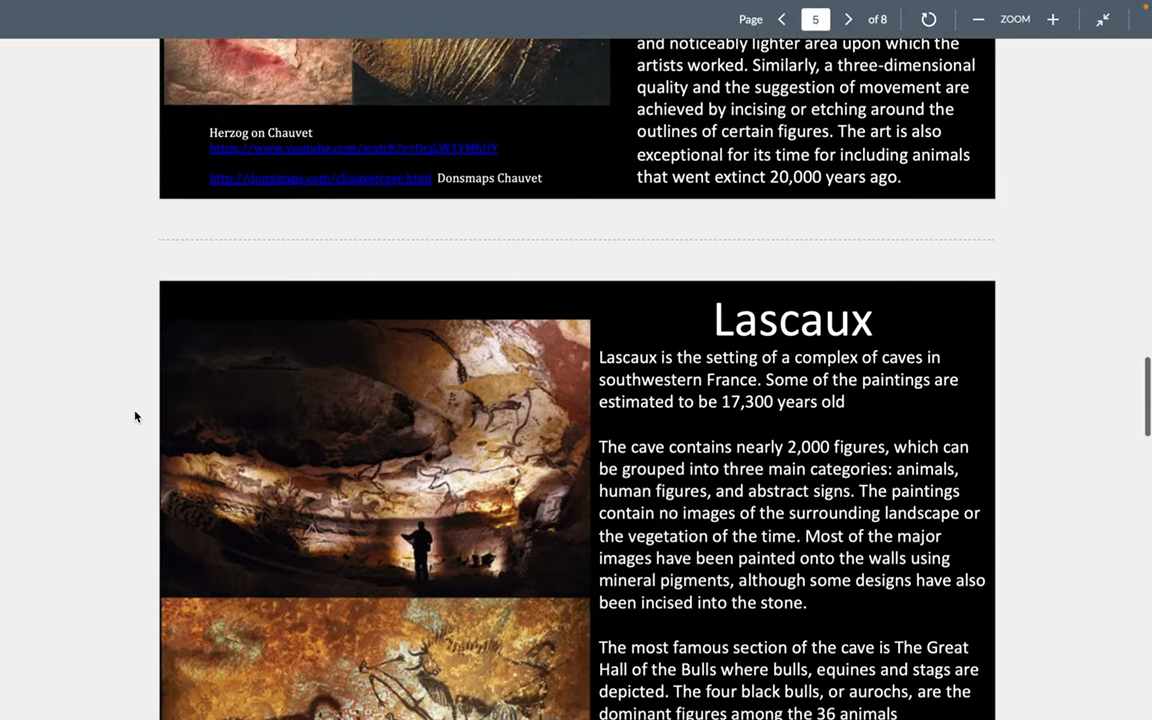 Page 5 of 8 ZOOM
and noticeably lighter area upon which the
artists worked. Similarly, a three-dimensional
quality and the suggestion of movement are
achieved by incising or etching around the
outlines of certain figures. The art is also
exceptional for its time for including animals
that went extinct 20,000 years ago.
Herzog on Chauvet
http://donsmaps.com/chauvetcave.html Donsmaps Chauvet
Lascaux
Lascaux is the setting of a complex of caves in
southwestern France. Some of the paintings are
estimated to be 17,300 years old
The cave contains nearly 2,000 figures, which can
be grouped into three main categories: animals,
human figures, and abstract signs. The paintings
contain no images of the surrounding landscape or
the vegetation of the time. Most of the major
images have been painted onto the walls using
mineral pigments, although some designs have also
been incised into the stone.
The most famous section of the cave is The Great
Hall of the Bulls where bulls, equines and stags are
depicted. The four black bulls, or aurochs, are the
dominant figures among the 36 animals